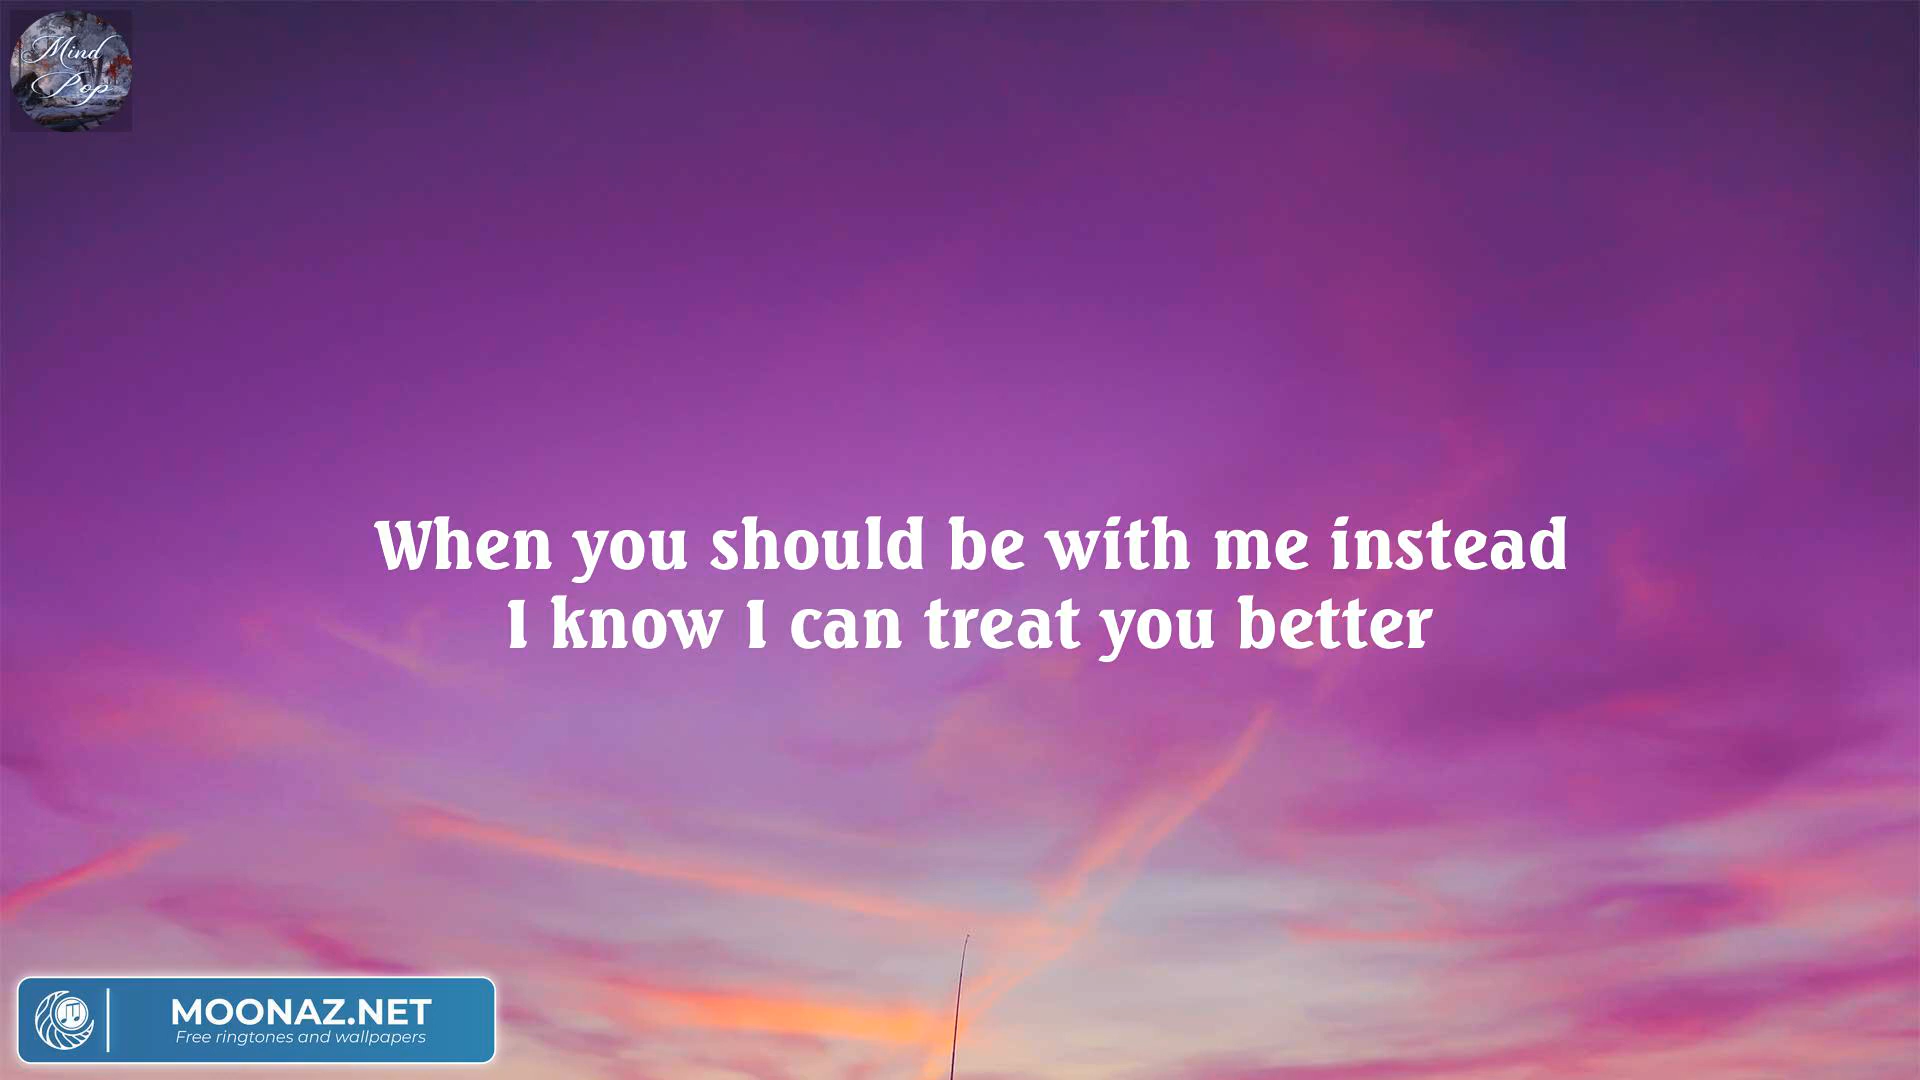 Mind
Pop
When you should be with me instead
I know I can treat you better
MOONAZ.NET
Free ringtones and wallpapers